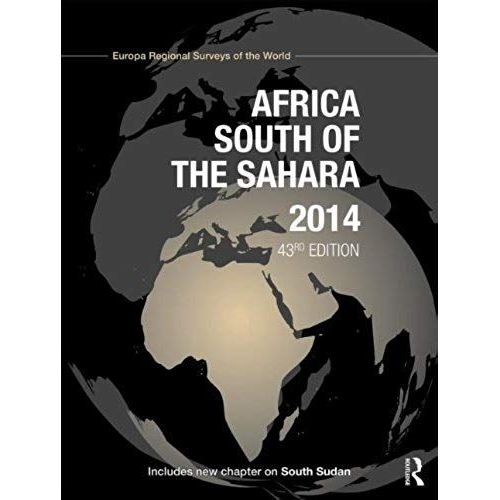 Europa Regional Surveys of the World
AFRICA
SOUTH OF
THE SAHARA
2014
43RD EDITION
Includes new chapter on South Sudan
ROUTLEDGE